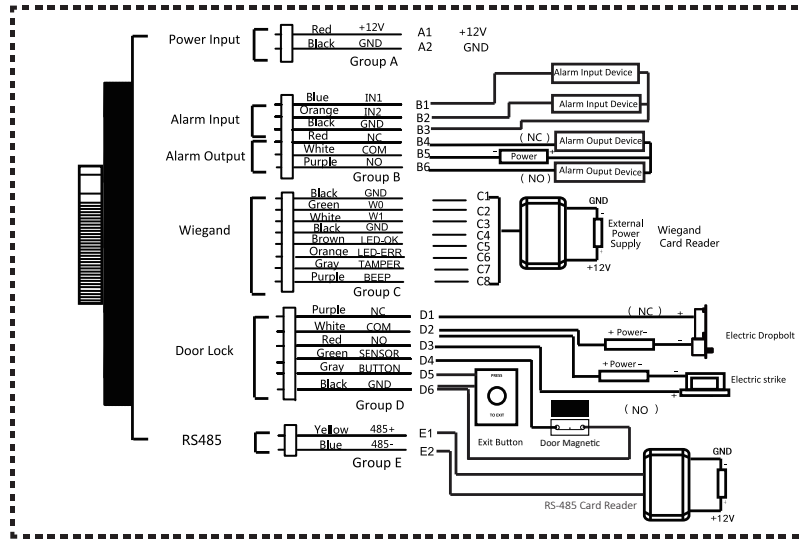 Power Input
Red +12V A1 +12V
Black GND A2 GND
Group A
Alarm Input
Alarm Output
Blue IN1 B1
Orange IN2 B2
Black GND B3
Red NC B4 (NC)
White COM B5 - Power +
Purple NO B6 (NO)
Group B
Alarm Input Device
Alarm Input Device
Alarm Ouput Device
Alarm Ouput Device
Wiegand
Black GND C1
Green W0 C2
White W1 C3
Black GND C4
Brown LED-OK C5
Orange LED-ERR C6
Gray TAMPER C7
Purple BEEP C8
Group C
GND
-
External
Power
Supply
+12V
Wiegand
Card Reader
Door Lock
Purple NC D1 (NC) +
White COM D2 + Power - -
Red NO D3
Green SENSOR D4
Gray BUTTON D5
Black GND D6
Group D
Electric Dropbolt
+ Power - -
Electric strike
+
(NO)
PRESS
TO EXIT
Exit Button
Door Magnetic
RS485
Yellow 485+ E1
Blue 485- E2
Group E
RS-485 Card Reader
GND
-
+12V